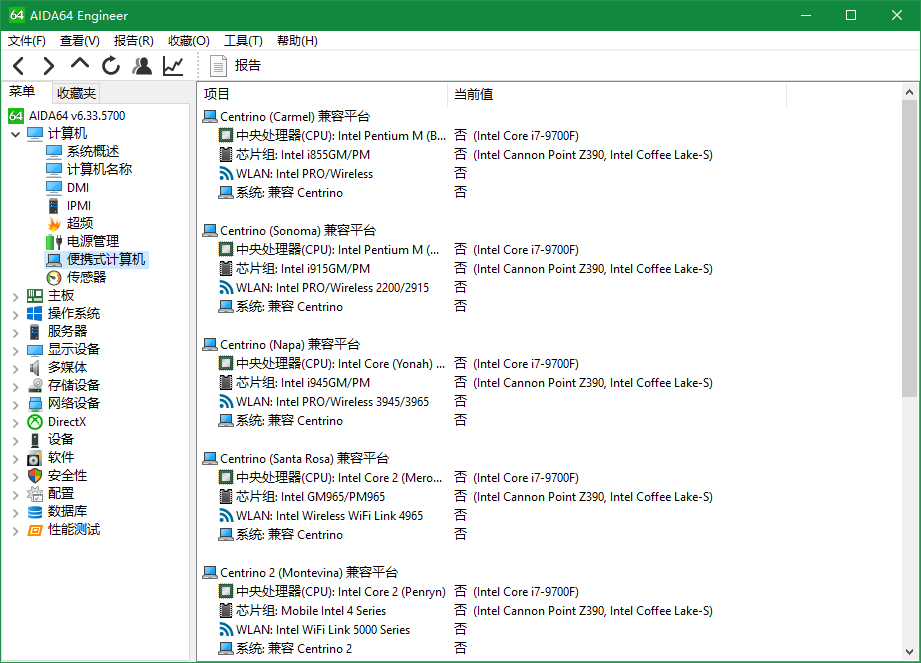 AIDA64 Engineer
文件(F) 查看(V) 报告(R) 收藏(O) 工具(T) 帮助(H)
报告
菜单 收藏夹
AIDA64 v6.33.5700
计算机
系统概述
计算机名称
DMI
IPMI
超频
电源管理
便携式计算机
传感器
主板
操作系统
服务器
显示设备
多媒体
存储设备
网络设备
DirectX
设备
软件
安全性
配置
数据库
性能测试
项目 当前值
Centrino (Carmel) 兼容平台
中央处理器(CPU): Intel Pentium M (B... 否 (Intel Core i7-9700F)
芯片组: Intel i855GM/PM 否 (Intel Cannon Point Z390, Intel Coffee Lake-S)
WLAN: Intel PRO/Wireless 否
系统: 兼容 Centrino 否
Centrino (Sonoma) 兼容平台
中央处理器(CPU): Intel Pentium M (... 否 (Intel Core i7-9700F)
芯片组: Intel i915GM/PM 否 (Intel Cannon Point Z390, Intel Coffee Lake-S)
WLAN: Intel PRO/Wireless 2200/2915 否
系统: 兼容 Centrino 否
Centrino (Napa) 兼容平台
中央处理器(CPU): Intel Core (Yonah) ... 否 (Intel Core i7-9700F)
芯片组: Intel i945GM/PM 否 (Intel Cannon Point Z390, Intel Coffee Lake-S)
WLAN: Intel PRO/Wireless 3945/3965 否
系统: 兼容 Centrino 否
Centrino (Santa Rosa) 兼容平台
中央处理器(CPU): Intel Core 2 (Mero... 否 (Intel Core i7-9700F)
芯片组: Intel GM965/PM965 否 (Intel Cannon Point Z390, Intel Coffee Lake-S)
WLAN: Intel Wireless WiFi Link 4965 否
系统: 兼容 Centrino 否
Centrino 2 (Montevina) 兼容平台
中央处理器(CPU): Intel Core 2 (Penryn) 否 (Intel Core i7-9700F)
芯片组: Mobile Intel 4 Series 否 (Intel Cannon Point Z390, Intel Coffee Lake-S)
WLAN: Intel WiFi Link 5000 Series 否
系统: 兼容 Centrino 2 否